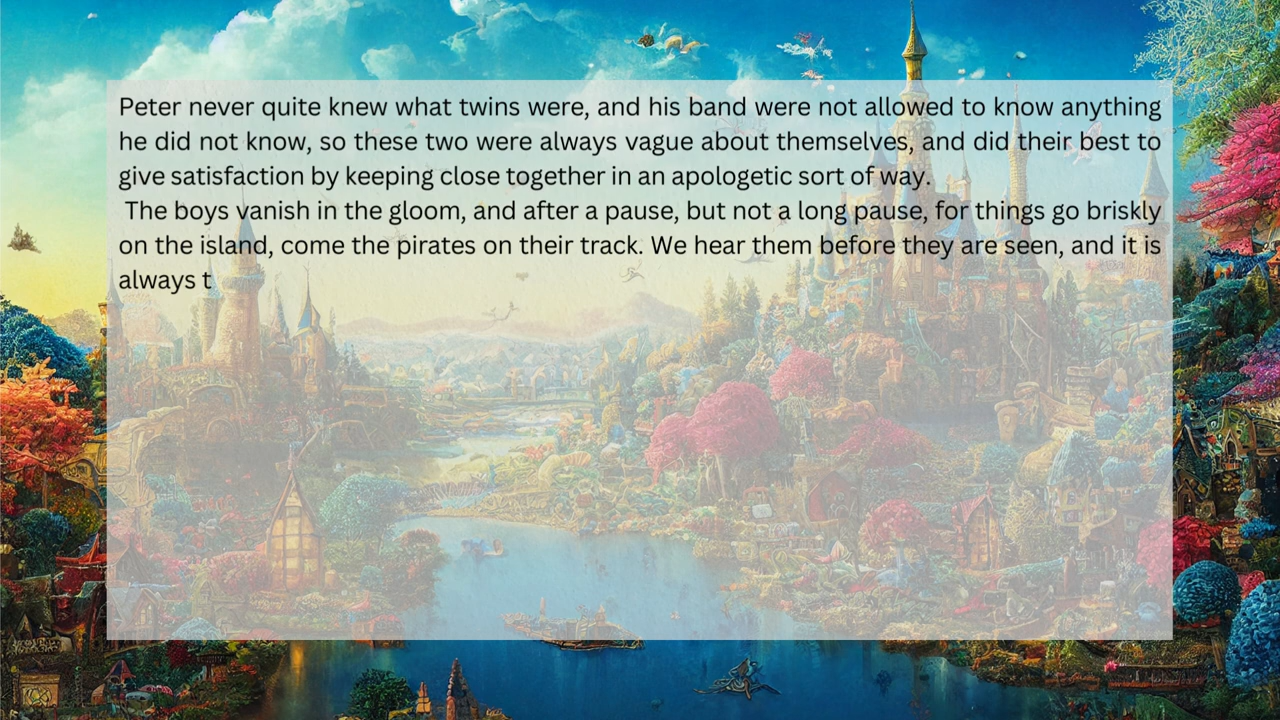 Peter never quite knew what twins were, and his band were not allowed to know anything
he did not know, so these two were always vague about themselves, and did their best to
give satisfaction by keeping close together in an apologetic sort of way.
The boys vanish in the gloom, and after a pause, but not a long pause, for things go briskly
on the island, come the pirates on their track. We hear them before they are seen, and it is
always t